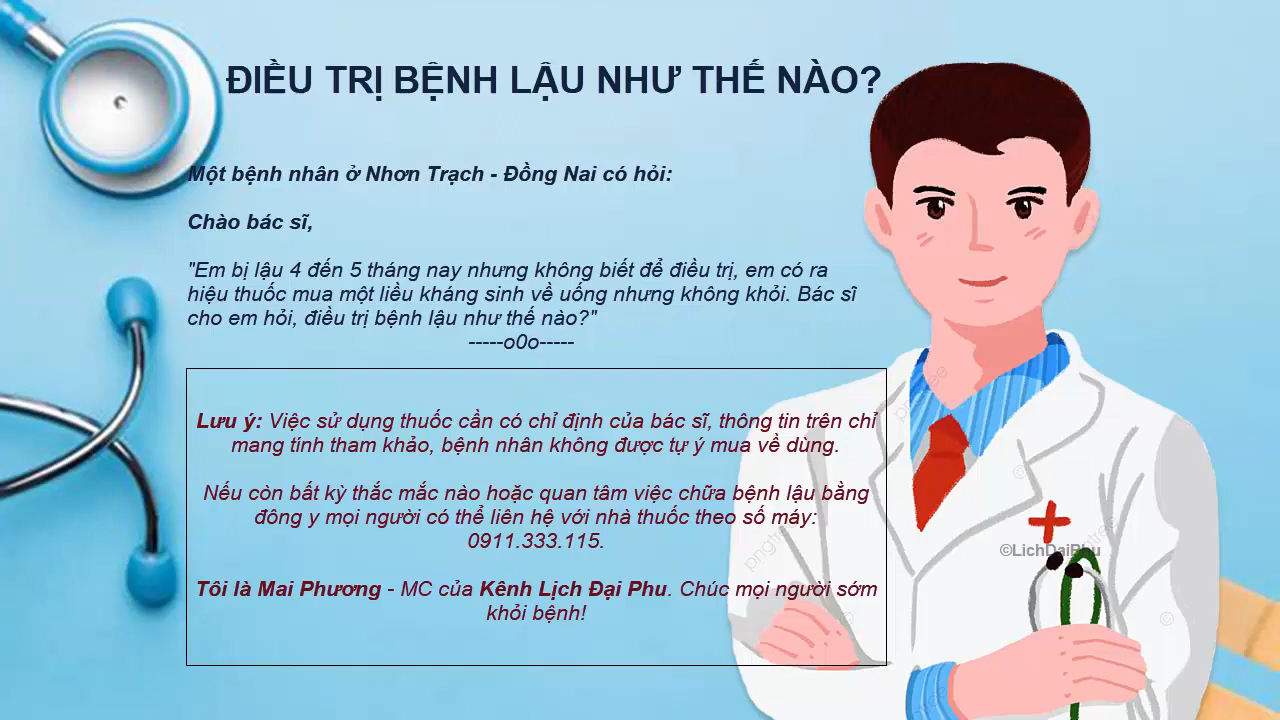 ĐIỀU TRỊ BỆNH LẬU NHƯ THẾ NÀO?
Một bệnh nhân ở Nhơn Trạch - Đồng Nai có hỏi:
Chào bác sĩ,
"Em bị lậu 4 đến 5 tháng nay nhưng không biết để điều trị, em có ra
hiệu thuốc mua một liều kháng sinh về uống nhưng không khỏi. Bác sĩ
cho em hỏi, điều trị bệnh lậu như thế nào?"
-----o0o-----
Lưu ý: Việc sử dụng thuốc cần có chỉ định của bác sĩ, thông tin trên chỉ
mang tính tham khảo, bệnh nhân không được tự ý mua về dùng.
Nếu còn bất kỳ thắc mắc nào hoặc quan tâm việc chữa bệnh lậu bằng
đông y mọi người có thể liên hệ với nhà thuốc theo số máy:
0911.333.115.
Tôi là Mai Phương - MC của Kênh Lịch Đại Phu. Chúc mọi người sớm
khỏi bệnh!
©LichDaiPhu
pngtree
pngtree
pngtree